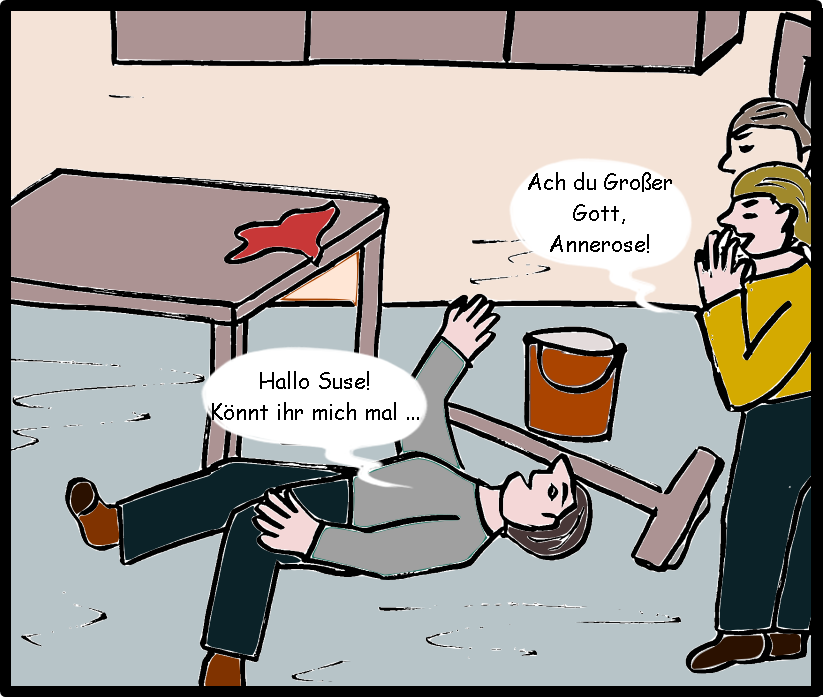 Ach du Großer
Gott,
Annerose!
Hallo Suse!
Könnt ihr mich mal ...